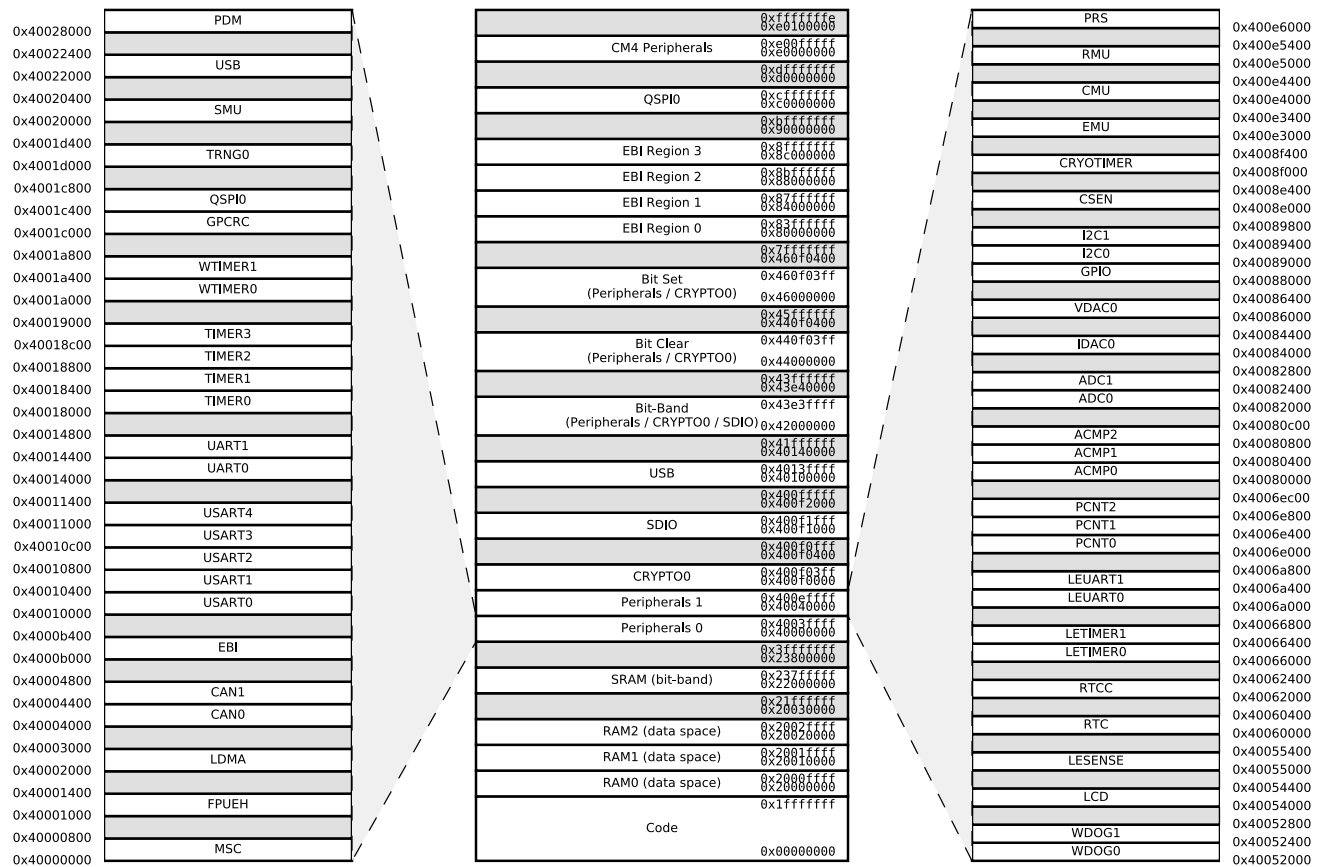 PDM
0x40028000
0x40022400
USB
0x40022000
0x40020400
SMU
0x40020000
0x4001d400
TRNG0
0x4001d000
0x4001c800
QSPI0
0x4001c400
GPCRC
0x4001c000
0x4001a800
WTIMER1
0x4001a400
WTIMER0
0x4001a000
0x40019000
TIMER3
0x40018c00
TIMER2
0x40018800
TIMER1
0x40018400
TIMER0
0x40018000
0x40014800
UART1
0x40014400
UART0
0x40014000
0x40011400
USART4
0x40011000
USART3
0x40010c00
USART2
0x40010800
USART1
0x40010400
USART0
0x40010000
0x4000b400
EBI
0x4000b000
0x40004800
CAN1
0x40004400
CAN0
0x40004000
0x40003000
LDMA
0x40002000
0x40001400
FPUEH
0x40001000
0x40000800
MSC
0x40000000
0xfffffffe
0xe0100000
CM4 Peripherals
0xe00fffff
0xe0000000
0xdfffffff
0xd0000000
QSPI0
0xcfffffff
0xc0000000
0xbfffffff
0x90000000
EBI Region 3
0x8fffffff
0x8c000000
EBI Region 2
0x8bffffff
0x88000000
EBI Region 1
0x87ffffff
0x84000000
EBI Region 0
0x83ffffff
0x80000000
0x7fffffff
0x460f0400
Bit Set
(Peripherals / CRYPTO0)
0x460f03ff
0x46000000
0x45ffffff
0x440f0400
Bit Clear
(Peripherals / CRYPTO0)
0x440f03ff
0x44000000
0x43ffffff
0x43e40000
Bit-Band
(Peripherals / CRYPTO0 / SDIO)
0x43e3ffff
0x42000000
0x41ffffff
0x40140000
USB
0x4013ffff
0x40100000
0x400fffff
0x400f2000
SDIO
0x400f1fff
0x400f1000
0x400f0fff
0x400f0400
CRYPTO0
0x400f03ff
0x400f0000
Peripherals 1
0x400effff
0x40040000
Peripherals 0
0x4003ffff
0x40000000
0x3fffffff
0x23800000
SRAM (bit-band)
0x237fffff
0x22000000
0x21ffffff
0x20030000
RAM2 (data space)
0x2002ffff
0x20020000
RAM1 (data space)
0x2001ffff
0x20010000
RAM0 (data space)
0x2000ffff
0x20000000
0x1fffffff
Code
0x00000000
PRS
0x400e6000
0x400e5400
RMU
0x400e5000
0x400e4400
CMU
0x400e4000
0x400e3400
EMU
0x400e3000
0x4008f400
CRYOTIMER
0x4008f000
0x4008e400
CSEN
0x4008e000
0x40089800
I2C1
0x40089400
I2C0
0x40089000
GPIO
0x40088000
0x40086400
VDAC0
0x40086000
0x40084400
IDAC0
0x40084000
0x40082800
ADC1
0x40082400
ADC0
0x40082000
0x40080c00
ACMP2
0x40080800
ACMP1
0x40080400
ACMP0
0x40080000
0x4006ec00
PCNT2
0x4006e800
PCNT1
0x4006e400
PCNT0
0x4006e000
0x4006a800
LEUART1
0x4006a400
LEUART0
0x4006a000
0x40066800
LETIMER1
0x40066400
LETIMER0
0x40066000
0x40062400
RTCC
0x40062000
0x40060400
RTC
0x40060000
0x40055400
LESENSE
0x40055000
0x40054400
LCD
0x40054000
0x40052800
WDOG1
0x40052400
WDOG0
0x40052000